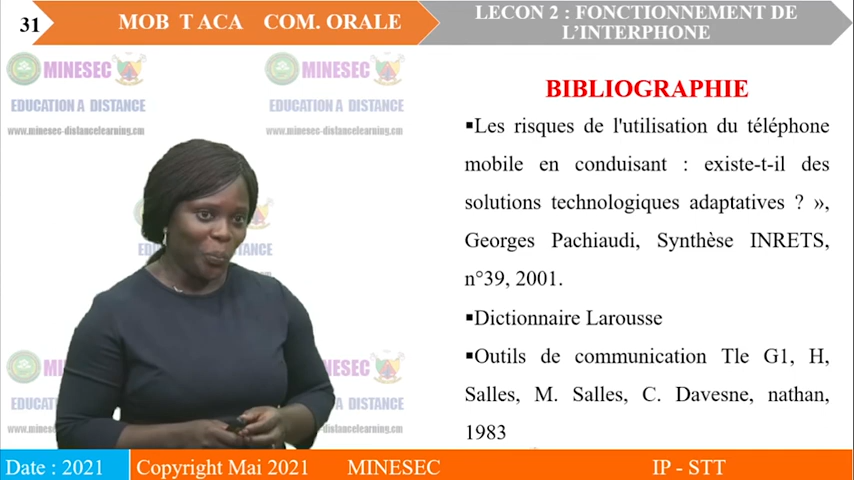 31
MOB T ACA COM. ORALE
LECON 2 : FONCTIONNEMENT DE
L'INTERPHONE
MINESEC
EDUCATION A DISTANCE
www.minesec-distancelearning.cm
MINESEC
EDUCATION A DISTANCE
www.minesec-distancelearning.cm
BIBLIOGRAPHIE
▪Les risques de l'utilisation du téléphone
mobile en conduisant : existe-t-il des
solutions technologiques adaptatives ? »,
Georges Pachiaudi, Synthèse INRETS,
n°39, 2001.
▪Dictionnaire Larousse
▪Outils de communication Tle G1, H,
Salles, M. Salles, C. Davesne, nathan,
1983
Date : 2021
Copyright Mai 2021 MINESEC IP - STT